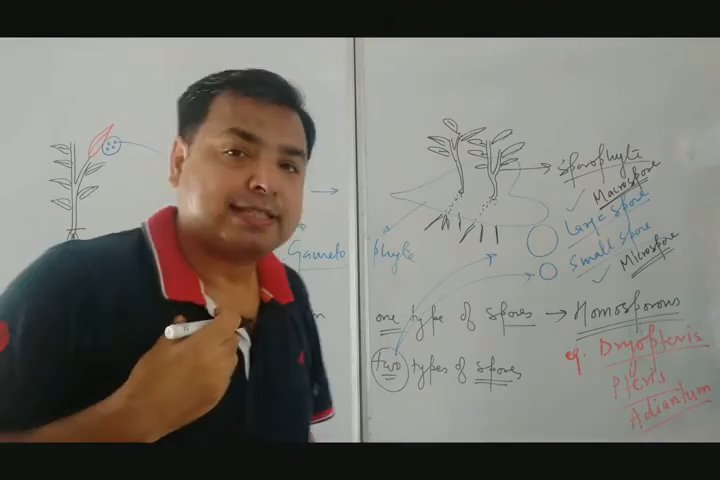 Gameto phyte
Sporophyte
Macrospore
Large spore
Small spore
Microspore
one type of spores → Homosporous
two types of spores
eg. Dryopteris
Pteris
Adiantum